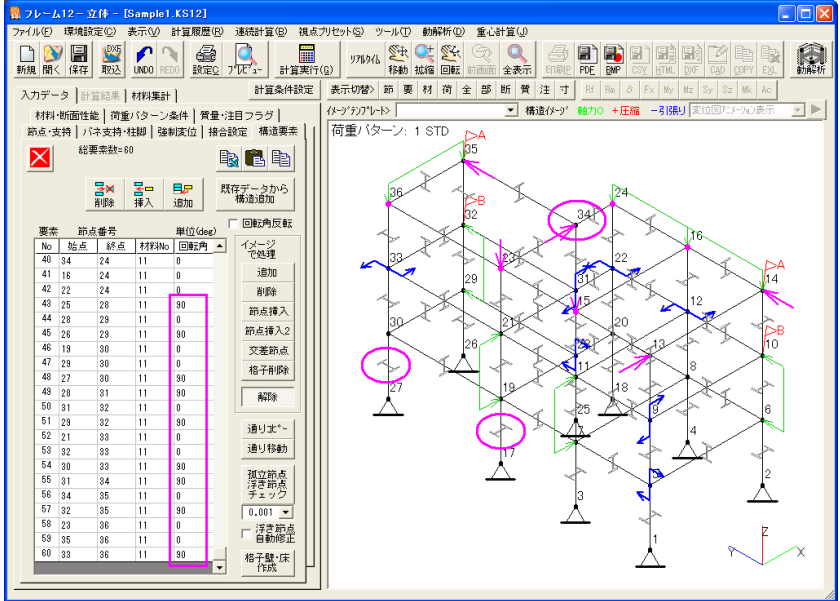 フレーム12－立体 - [Sample1.KS12]
ファイル(F) 環境設定(C) 表示(V) 計算履歴(R) 連続計算(B) 視点プリセット(S) ツール(T) 動解析(D) 重心計算(J)
新規 開く 保存 取込 UNDO REDO 設定C プレビュー 計算実行(G) リアルタイム 移動 拡縮 回転 前画面 全表示 印刷P PDF BMP CSV HTML DXF CAD COPY EXL 動解析
入力データ 計算結果 材料集計 計算条件設定 表示切替> 節 要 材 荷 全 部 断 質 注 寸 Rf Rm δ Fx My Mz Sy Sz Mk Ac
材料・断面性能 荷重パターン条件 質量・注目フラグ イメージテンプレート> 構造イメージ 軸力0 +圧縮 -引張り 変位図アニメーション表示
節点・支持 バネ支持・柱脚 強制変位 接合設定 構造要素
総要素数=60
削除 挿入 追加 既存データから構造追加
回転角反転
要素 節点番号 単位(deg)
No 始点 終点 材料No 回転角
40 34 24 11 0
41 16 24 11 0
42 22 24 11 0
43 25 28 11 90
44 28 29 11 0
45 26 29 11 90
46 19 30 11 0
47 29 30 11 0
48 27 30 11 90
49 28 31 11 90
50 31 32 11 0
51 29 32 11 90
52 21 33 11 0
53 32 33 11 0
54 30 33 11 90
55 31 34 11 90
56 34 35 11 0
57 32 35 11 90
58 23 36 11 0
59 35 36 11 0
60 33 36 11 90
イメージで処理
追加
削除
節点挿入
節点挿入2
交差節点
格子削除
解除
通りコピー
通り移動
孤立節点
浮き節点
チェック
0.001
浮き節点
自動修正
格子壁・床
作成
荷重パターン: 1 STD
A
35
36
B
32
34
24
16
33
23
22
A
14
29
31
15
12
30
21
20
13
B
10
26
11
8
27
19
18
9
6
25
17
4
2
3
1
Z
Y
X